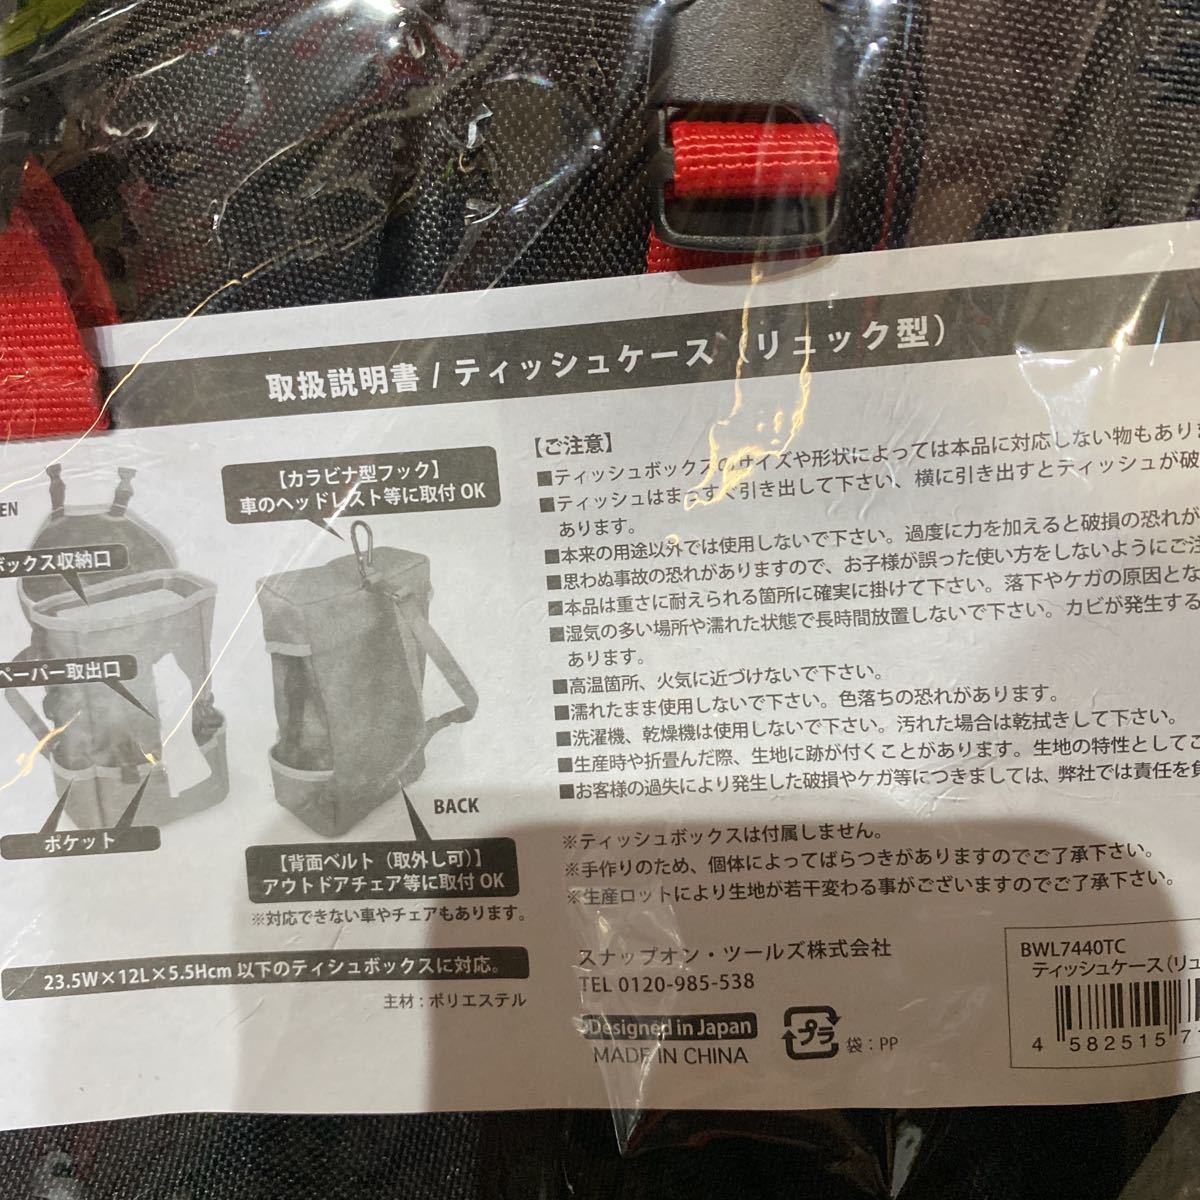 取扱説明書 / ティッシュケース（リュック型）
EN
ボックス収納口
ペーパー取出口
ポケット
【カラビナ型フック】
車のヘッドレスト等に取付 OK
BACK
【背面ベルト（取外し可）】
アウトドアチェア等に取付 OK
※対応できない車やチェアもあります。
23.5W×12L×5.5Hcm 以下のティシュボックスに対応。
主材：ポリエステル
【ご注意】
■ティッシュボックスのサイズや形状によっては本品に対応しない物もあり
■ティッシュはまっすぐ引き出して下さい、横に引き出すとティッシュが破
あります。
■本来の用途以外では使用しないで下さい。過度に力を加えると破損の恐れが
■思わぬ事故の恐れがありますので、お子様が誤った使い方をしないようにご注
■本品は重さに耐えられる箇所に確実に掛けて下さい。落下やケガの原因とな
■湿気の多い場所や濡れた状態で長時間放置しないで下さい。カビが発生する
あります。
■高温箇所、火気に近づけないで下さい。
■濡れたまま使用しないで下さい。色落ちの恐れがあります。
■洗濯機、乾燥機は使用しないで下さい。汚れた場合は乾拭きして下さい。
■生産時や折畳んだ際、生地に跡が付くことがあります。生地の特性としてご
■お客様の過失により発生した破損やケガ等につきましては、弊社では責任を負
※ティッシュボックスは付属しません。
※手作りのため、個体によってばらつきがありますのでご了承下さい。
※生産ロットにより生地が若干変わる事がございますのでご了承下さい。
スナップオン・ツールズ株式会社
TEL 0120-985-538
Designed in Japan
MADE IN CHINA
プラ
袋：PP
BWL7440TC
ティッシュケース（リュ
4 582515 7